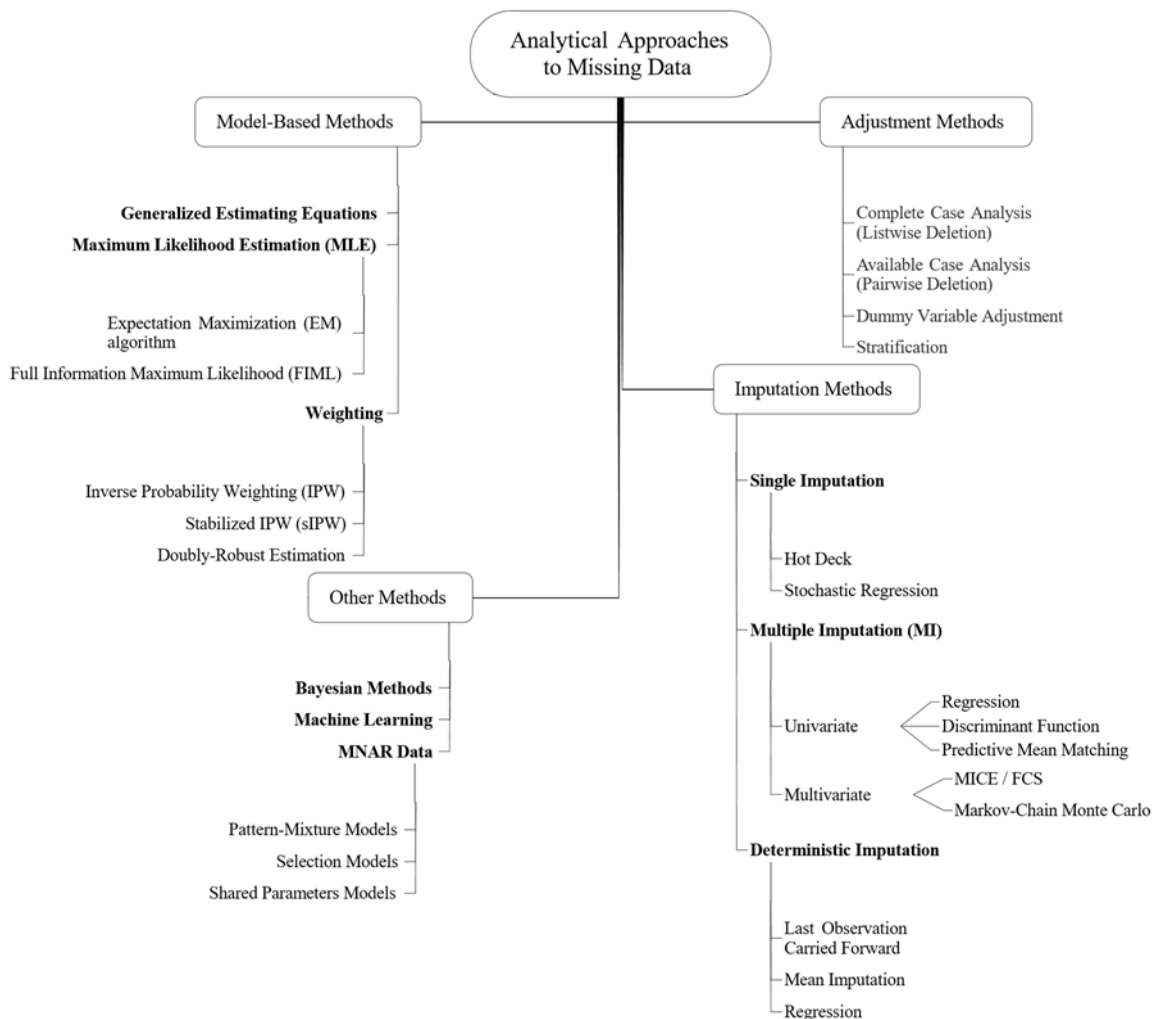 Analytical Approaches
to Missing Data
Model-Based Methods
Generalized Estimating Equations
Maximum Likelihood Estimation (MLE)
Expectation Maximization (EM)
algorithm
Full Information Maximum Likelihood (FIML)
Weighting
Inverse Probability Weighting (IPW)
Stabilized IPW (sIPW)
Doubly-Robust Estimation
Adjustment Methods
Complete Case Analysis
(Listwise Deletion)
Available Case Analysis
(Pairwise Deletion)
Dummy Variable Adjustment
Stratification
Imputation Methods
Single Imputation
Hot Deck
Stochastic Regression
Multiple Imputation (MI)
Univariate
Regression
Discriminant Function
Predictive Mean Matching
Multivariate
MICE / FCS
Markov-Chain Monte Carlo
Deterministic Imputation
Last Observation
Carried Forward
Mean Imputation
Regression
Other Methods
Bayesian Methods
Machine Learning
MNAR Data
Pattern-Mixture Models
Selection Models
Shared Parameters Models